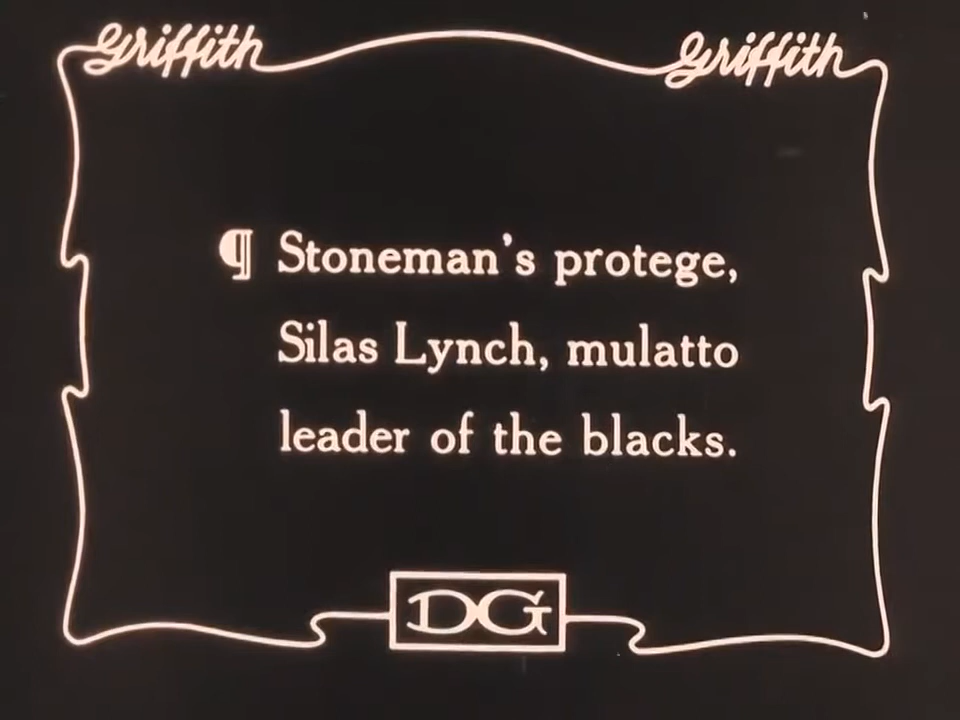 Griffith Griffith
¶ Stoneman's protege,
Silas Lynch, mulatto
leader of the blacks.
DG